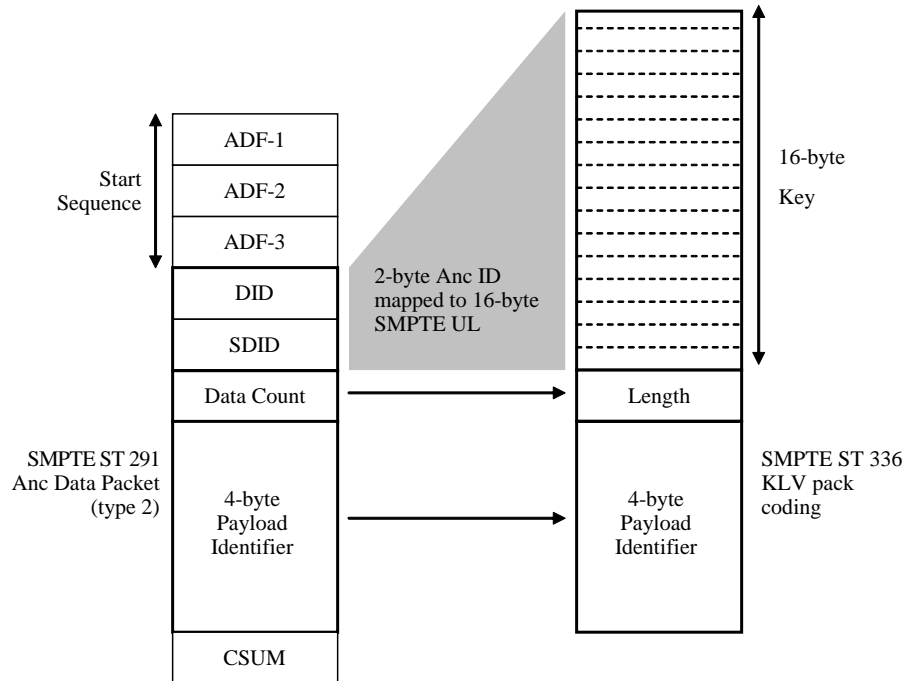 ADF-1
Start
Sequence
ADF-2
ADF-3
DID
SDID
Data Count
SMPTE ST 291
Anc Data Packet
(type 2)
4-byte
Payload
Identifier
CSUM
2-byte Anc ID
mapped to 16-byte
SMPTE UL
16-byte
Key
Length
4-byte
Payload
Identifier
SMPTE ST 336
KLV pack
coding